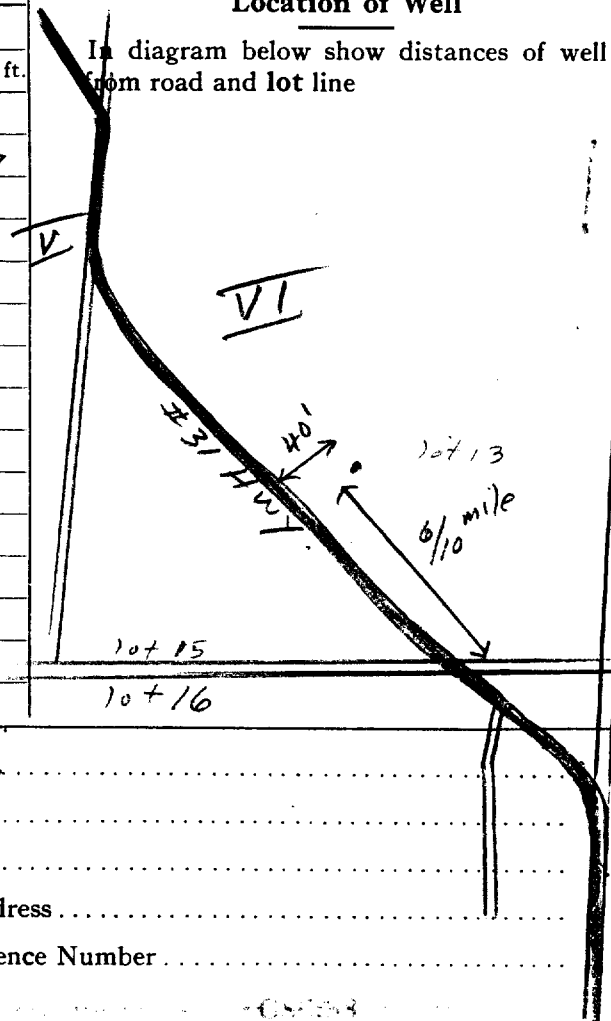 Location of Well
ft.
In diagram below show distances of well
from road and lot line
V
VI
40'
#31 Hwy.
lot 13
6/10 mile
lot 15
lot 16
dress
ence Number